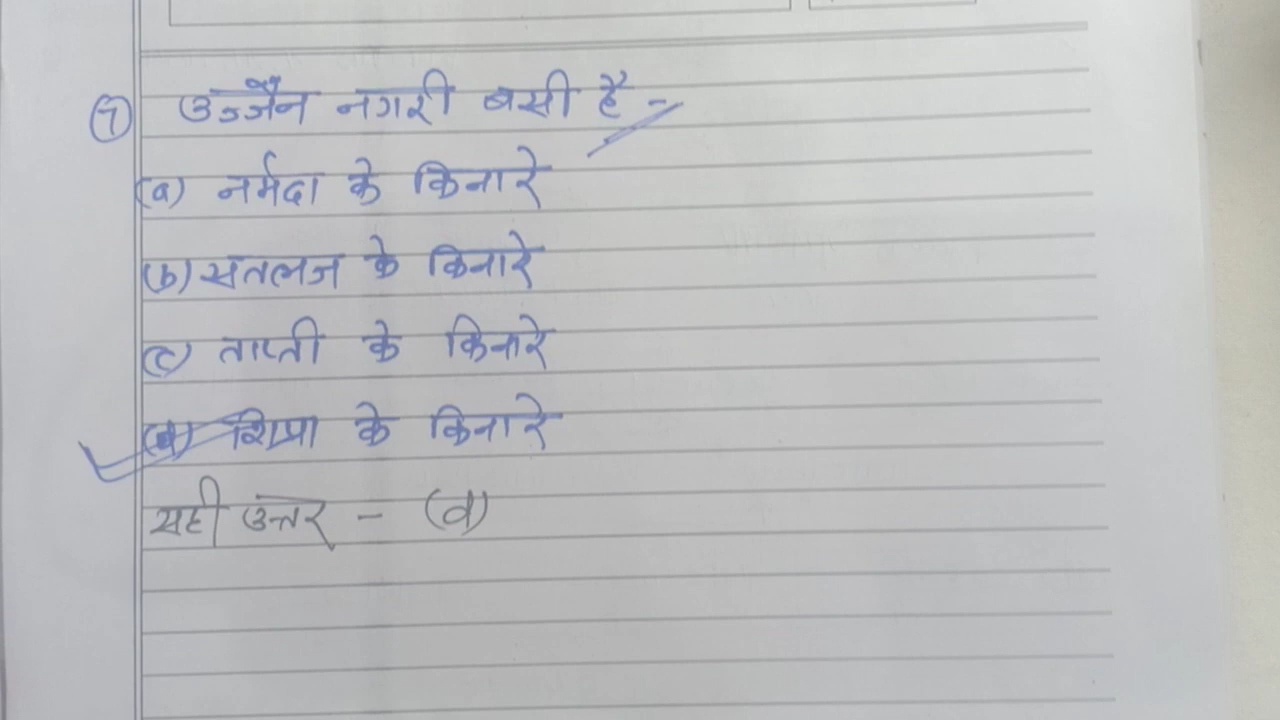 ⑦ उज्जैन नगरी बसी है -
(a) नर्मदा के किनारे
(b) सतलज के किनारे
(c) ताप्ती के किनारे
(d) शिप्रा के किनारे
सही उत्तर - (d)